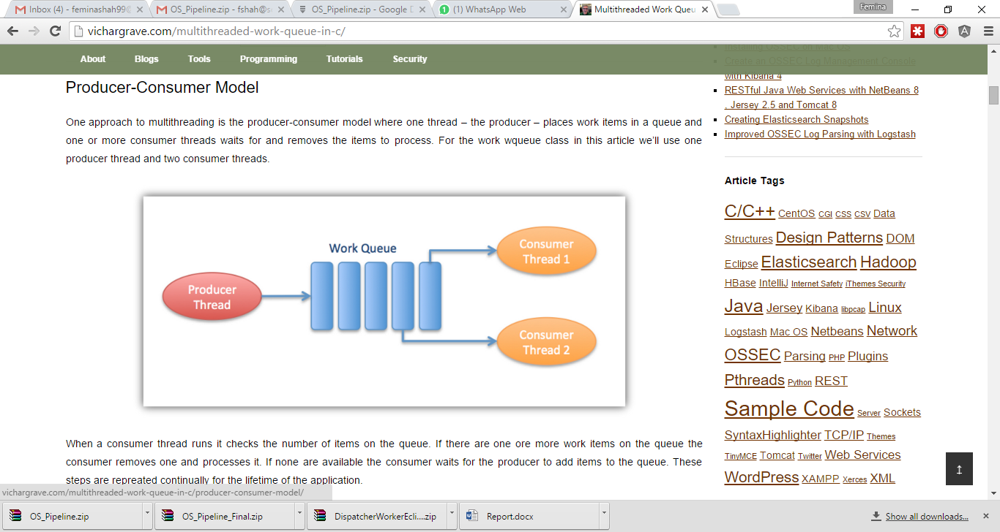 Inbox (4) - feminashah99@
OS_Pipeline.zip - fshah@s
OS_Pipeline.zip - Google D
(1) WhatsApp Web
Multithreaded Work Queu
Femina
vichargrave.com/multithreaded-work-queue-in-c/
About Blogs Tools Programming Tutorials Security
Installing OSSEC on Mac OS
Create an OSSEC Log Management Console
with Kibana 4
RESTful Java Web Services with NetBeans 8
, Jersey 2.5 and Tomcat 8
Creating Elasticsearch Snapshots
Improved OSSEC Log Parsing with Logstash
Producer-Consumer Model
One approach to multithreading is the producer-consumer model where one thread – the producer – places work items in a queue and
one or more consumer threads waits for and removes the items to process. For the work wqueue class in this article we'll use one
producer thread and two consumer threads.
Work Queue
Producer
Thread
Consumer
Thread 1
Consumer
Thread 2
When a consumer thread runs it checks the number of items on the queue. If there are one ore more work items on the queue the
consumer removes one and processes it. If none are available the consumer waits for the producer to add items to the queue. These
steps are repreated continually for the lifetime of the application.
Article Tags
C/C++ CentOS CGI CSS CSV Data
Structures Design Patterns DOM
Eclipse Elasticsearch Hadoop
HBase IntelliJ Internet Safety iThemes Security
Java Jersey Kibana libpcap Linux
Logstash Mac OS Netbeans Network
OSSEC Parsing PHP Plugins
Pthreads Python REST
Sample Code Server Sockets
SyntaxHighlighter TCP/IP Themes
TinyMCE Tomcat Twitter Web Services
WordPress XAMPP Xerces XML
vichargrave.com/multithreaded-work-queue-in-c/producer-consumer-model/
OS_Pipeline.zip
OS_Pipeline_Final.zip
DispatcherWorkerEcli....zip
Report.docx
Show all downloads...